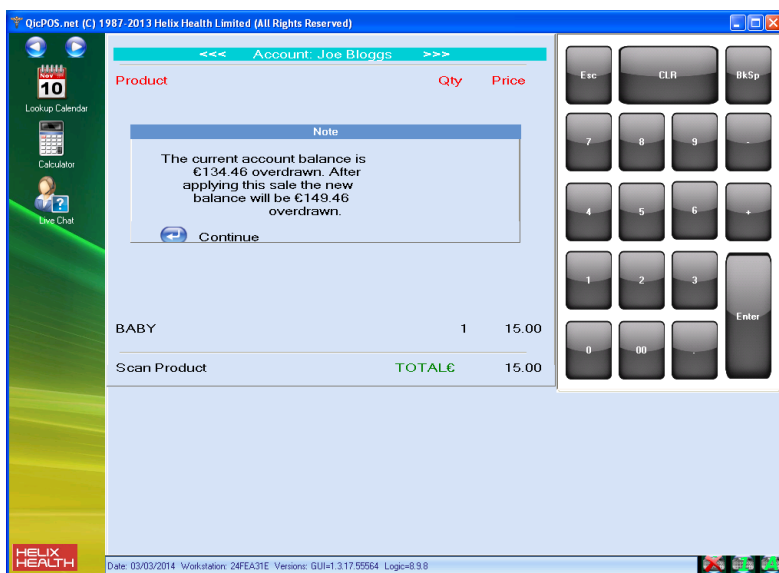 QicPOS.net (C) 1987-2013 Helix Health Limited (All Rights Reserved)
<<< Account: Joe Bloggs >>>
Product Qty Price
Nov
10
Lookup Calendar
Calculator
?
Live Chat
Note
The current account balance is
€134.46 overdrawn. After
applying this sale the new
balance will be €149.46
overdrawn.
Continue
BABY 1 15.00
Scan Product TOTAL€ 15.00
Esc CLR BkSp
7 8 9 -
4 5 6 +
1 2 3
Enter
0 00 .
HELIX
HEALTH
Date: 03/03/2014 Workstation: 24FEA31E Versions: GUI=1.3.17.55564 Logic=8.9.8